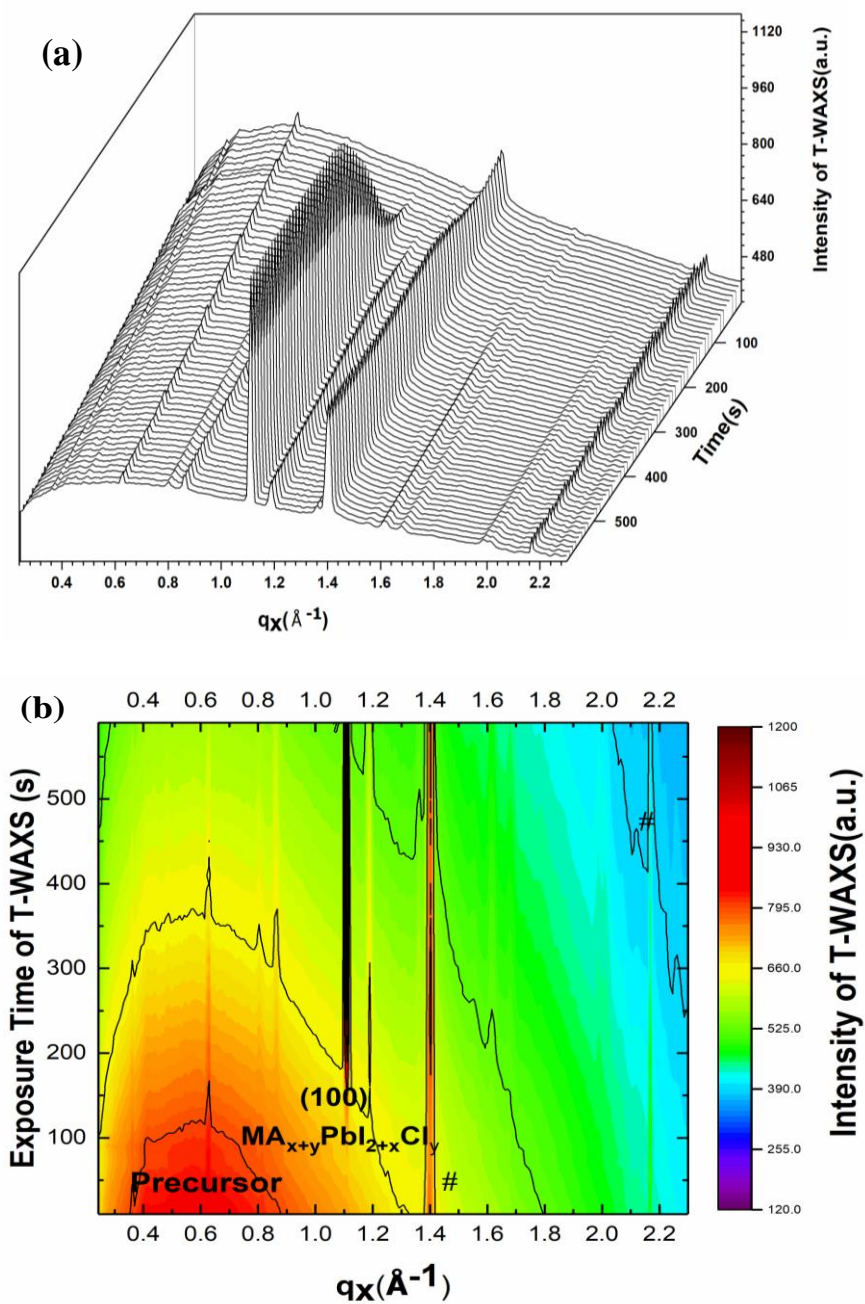 (a)
1120
960
800
640
480
Intensity of T-WAXS(a.u.)
100
200
300
400
500
Time(s)
0.4 0.6 0.8 1.0 1.2 1.4 1.6 1.8 2.0 2.2
qx(Å-1)
(b)
0.4 0.6 0.8 1.0 1.2 1.4 1.6 1.8 2.0 2.2
500
400
300
200
100
Exposure Time of T-WAXS (s)
#
(100)
MAx+yPbI2+xCly
Precursor
#
0.4 0.6 0.8 1.0 1.2 1.4 1.6 1.8 2.0 2.2
qx(Å-1)
1200
1065
930.0
795.0
660.0
525.0
390.0
255.0
120.0
Intensity of T-WAXS(a.u.)